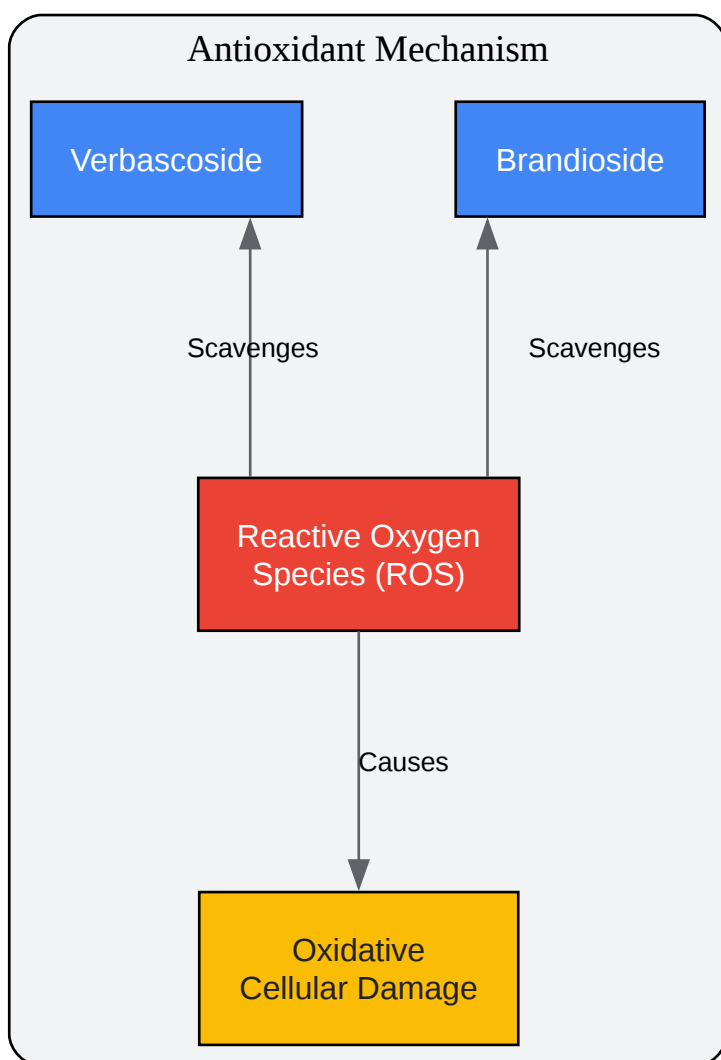 Antioxidant Mechanism
Verbascoside
Brandioside
Scavenges
Scavenges
Reactive Oxygen
Species (ROS)
Causes
Oxidative
Cellular Damage